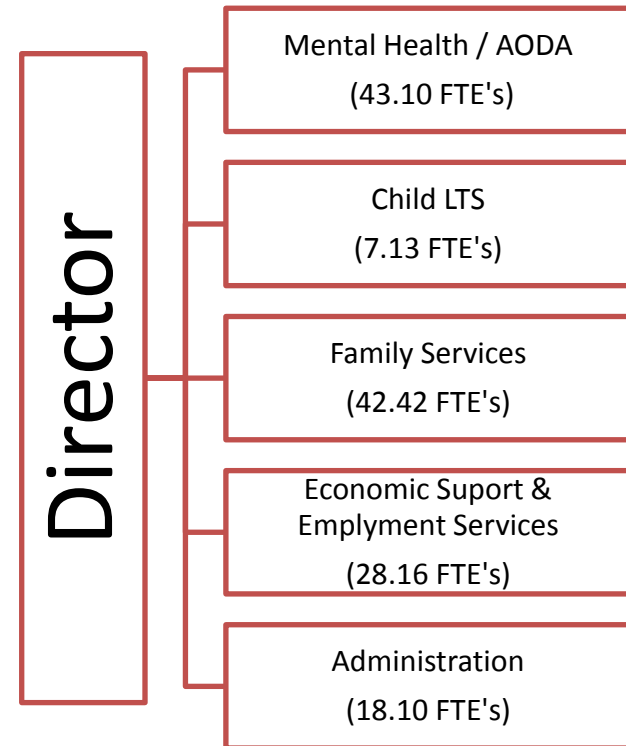 Director
Mental Health / AODA
(43.10 FTE's)
Child LTS
(7.13 FTE's)
Family Services
(42.42 FTE's)
Economic Suport &
Emplyment Services
(28.16 FTE's)
Administration
(18.10 FTE's)